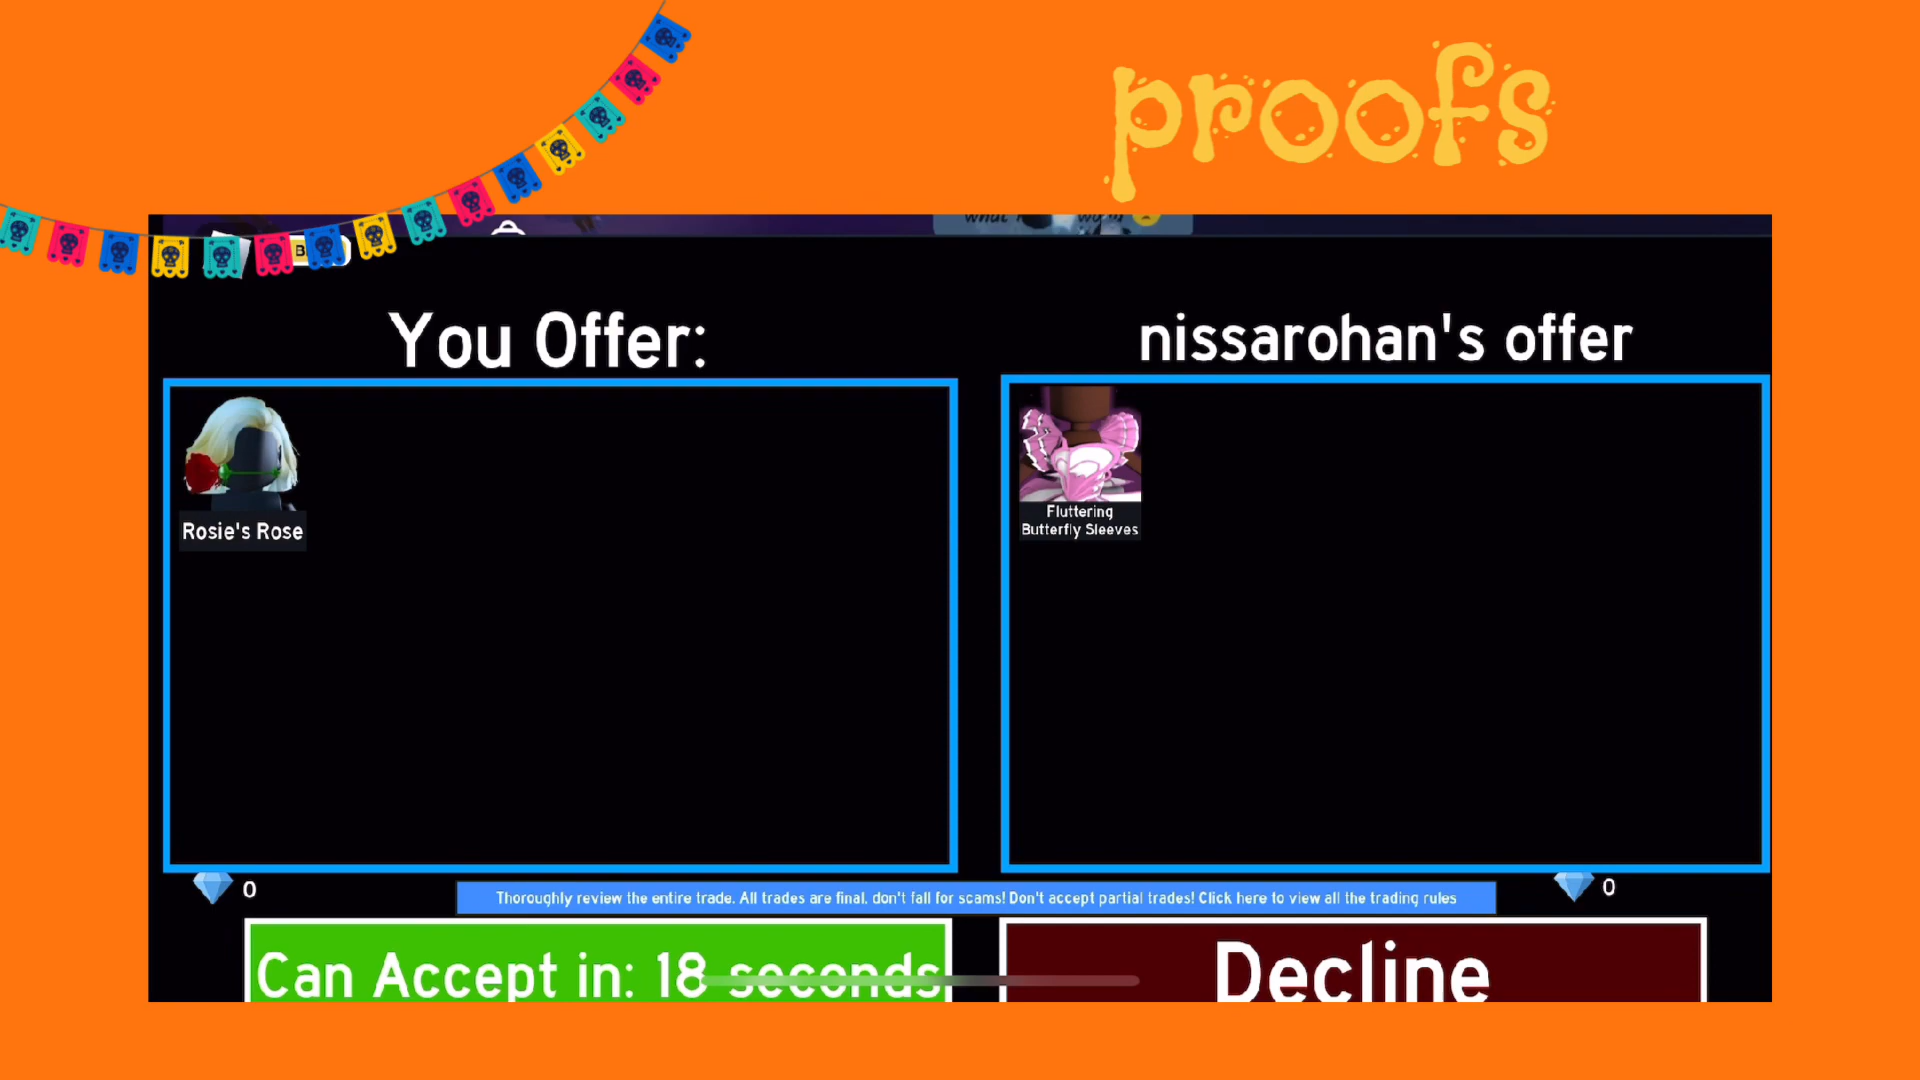 proofs
what
B
You Offer:
nissarohan's offer
Rosie's Rose
Fluttering
Butterfly Sleeves
0
0
Thoroughly review the entire trade. All trades are final, don't fall for scams! Don't accept partial trades! Click here to view all the trading rules
Can Accept in: 18 seconds
Decline